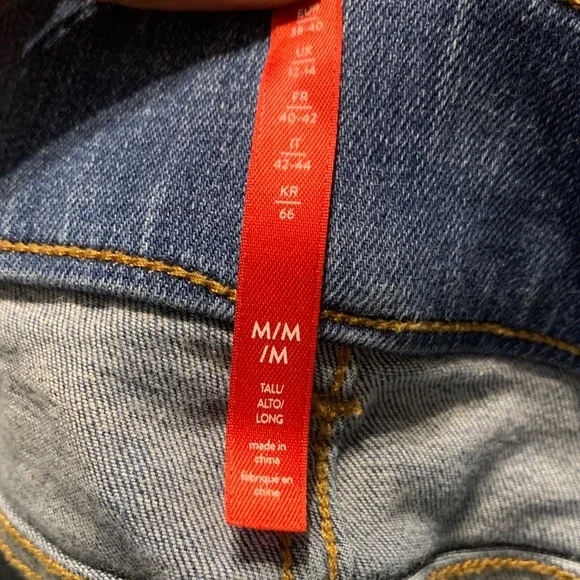 38-40
UK
12-14
FR
40-42
IT
42-44
KR
66
M/M
/M
TALL/
ALTO/
LONG
made in
china
fabriqué en
chine